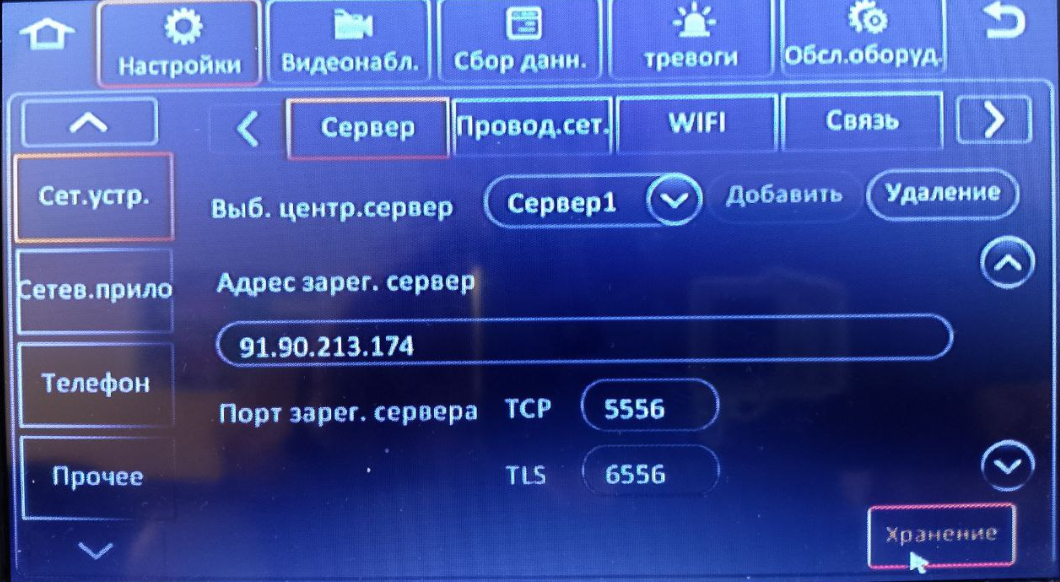 Настройки
Видеонабл.
Сбор данн.
тревоги
Обсл.оборуд.
Сервер
Провод.сет.
WIFI
Связь
Сет.устр.
Выб. центр.сервер
Сервер1
Добавить
Удаление
Сетев.прило
Адрес зарег. сервер
91.90.213.174
Телефон
Порт зарег. сервера
TCP
5556
Прочее
TLS
6556
Хранение